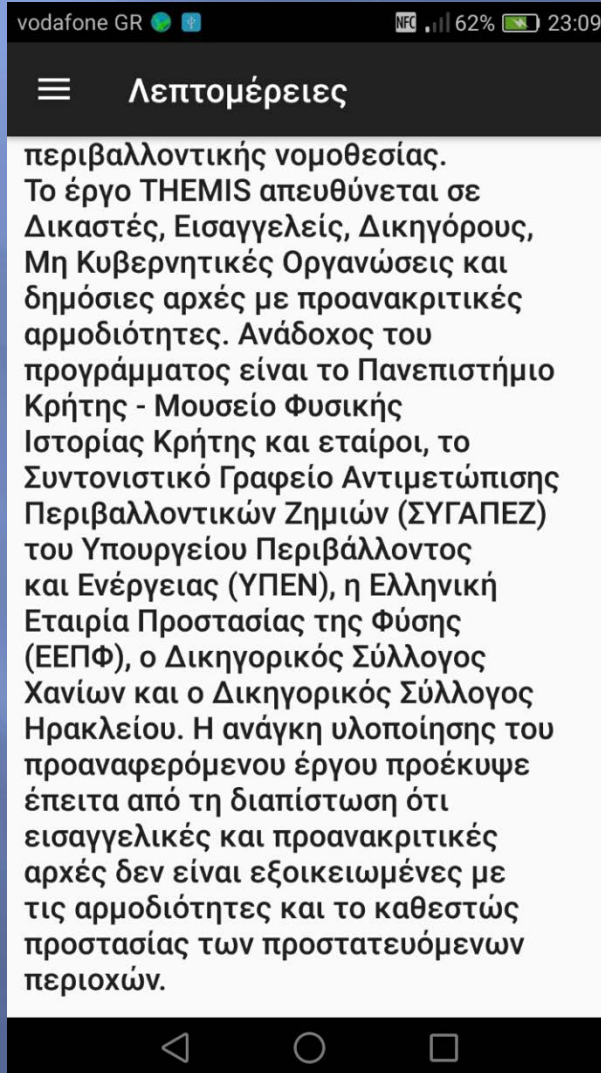 vodafone GR NFC 62% 23:09
Λεπτομέρειες
περιβαλλοντικής νομοθεσίας.
Το έργο THEMIS απευθύνεται σε
Δικαστές, Εισαγγελείς, Δικηγόρους,
Μη Κυβερνητικές Οργανώσεις και
δημόσιες αρχές με προανακριτικές
αρμοδιότητες. Ανάδοχος του
προγράμματος είναι το Πανεπιστήμιο
Κρήτης - Μουσείο Φυσικής
Ιστορίας Κρήτης και εταίροι, το
Συντονιστικό Γραφείο Αντιμετώπισης
Περιβαλλοντικών Ζημιών (ΣΥΓΑΠΕΖ)
του Υπουργείου Περιβάλλοντος
και Ενέργειας (ΥΠΕΝ), η Ελληνική
Εταιρία Προστασίας της Φύσης
(ΕΕΠΦ), ο Δικηγορικός Σύλλογος
Χανίων και ο Δικηγορικός Σύλλογος
Ηρακλείου. Η ανάγκη υλοποίησης του
προαναφερόμενου έργου προέκυψε
έπειτα από τη διαπίστωση ότι
εισαγγελικές και προανακριτικές
αρχές δεν είναι εξοικειωμένες με
τις αρμοδιότητες και το καθεστώς
προστασίας των προστατευόμενων
περιοχών.